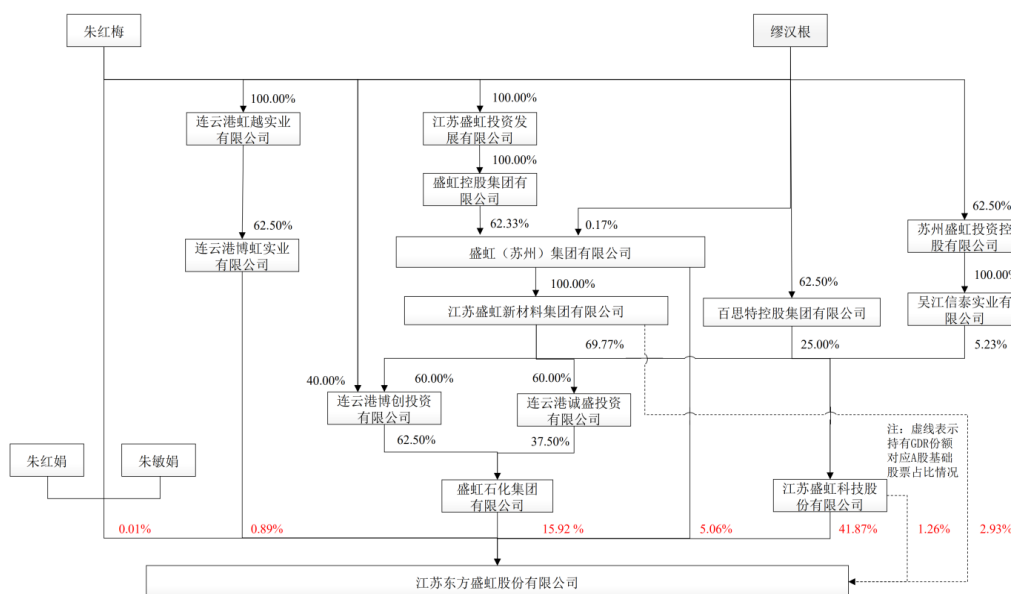 朱红梅
缪汉根
100.00%
100.00%
连云港虹越实业
有限公司
江苏盛虹投资发
展有限公司
100.00%
盛虹控股集团有
限公司
62.50%
62.50%
62.33%
0.17%
苏州盛虹投资控
股有限公司
连云港博虹实业
有限公司
盛虹（苏州）集团有限公司
100.00%
62.50%
100.00%
江苏盛虹新材料集团有限公司
百思特控股集团有限公司
吴江信泰实业有
限公司
69.77%
25.00%
5.23%
40.00%
60.00%
60.00%
连云港博创投资
有限公司
连云港诚盛投资
有限公司
62.50%
37.50%
注：虚线表示
持有GDR份额
对应A股基础
股票占比情况
朱红娟
朱敏娟
盛虹石化集团
有限公司
江苏盛虹科技股
份有限公司
0.01%
0.89%
15.92 %
5.06%
41.87%
1.26%
2.93%
江苏东方盛虹股份有限公司